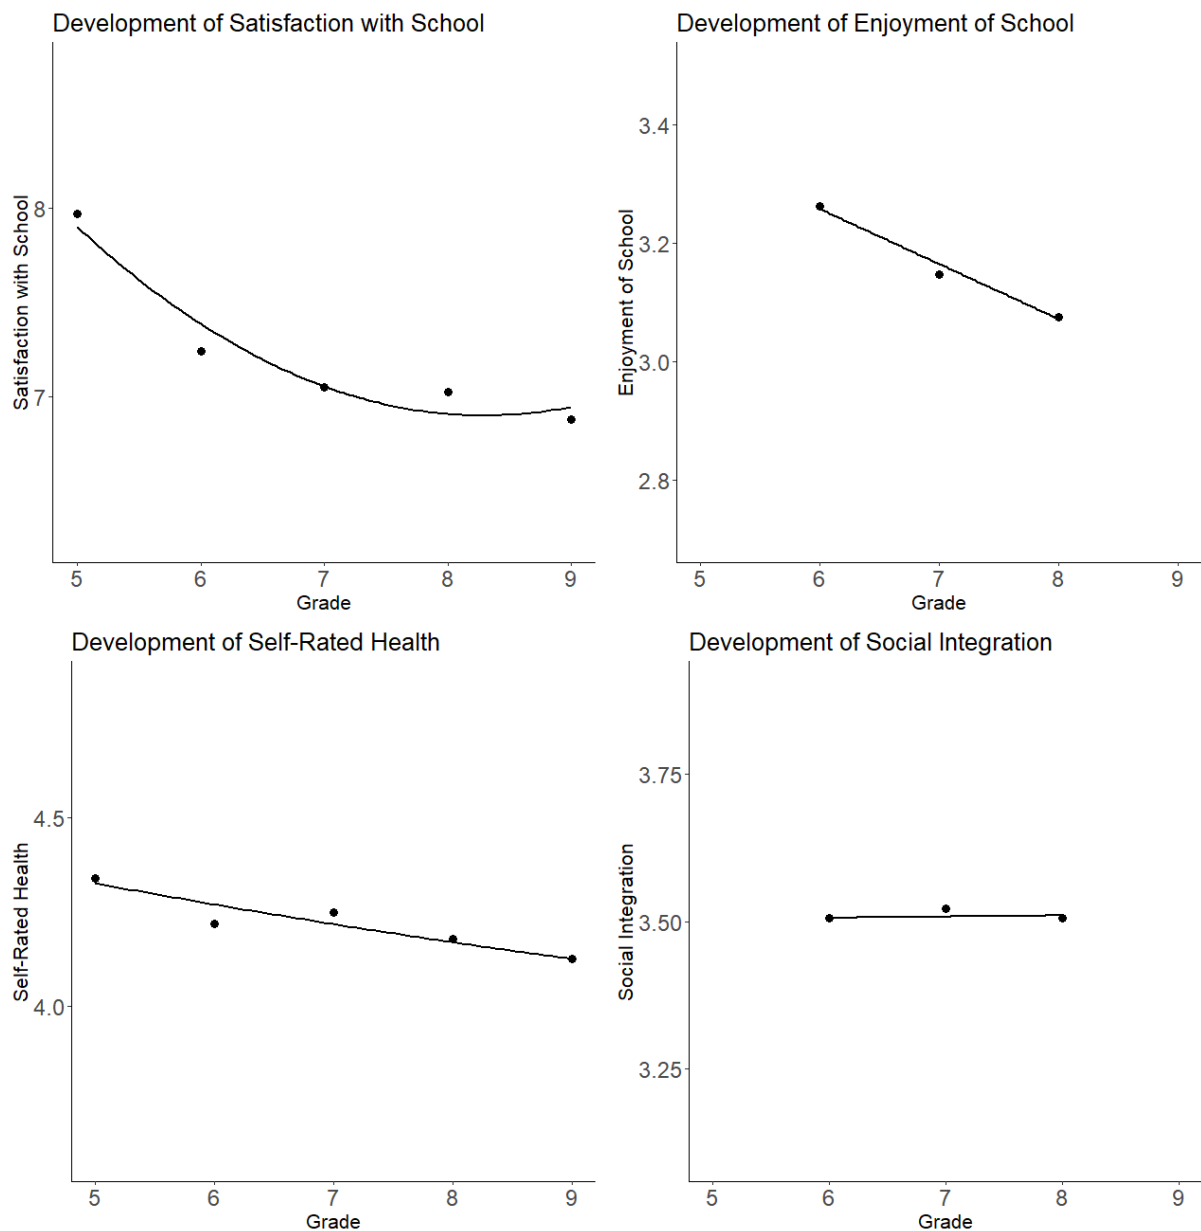 Development of Satisfaction with School
Satisfaction with School
8
7
5 6 7 8 9
Grade
Development of Enjoyment of School
Enjoyment of School
3.4
3.2
3.0
2.8
5 6 7 8 9
Grade
Development of Self-Rated Health
Self-Rated Health
4.5
4.0
5 6 7 8 9
Grade
Development of Social Integration
Social Integration
3.75
3.50
3.25
5 6 7 8 9
Grade